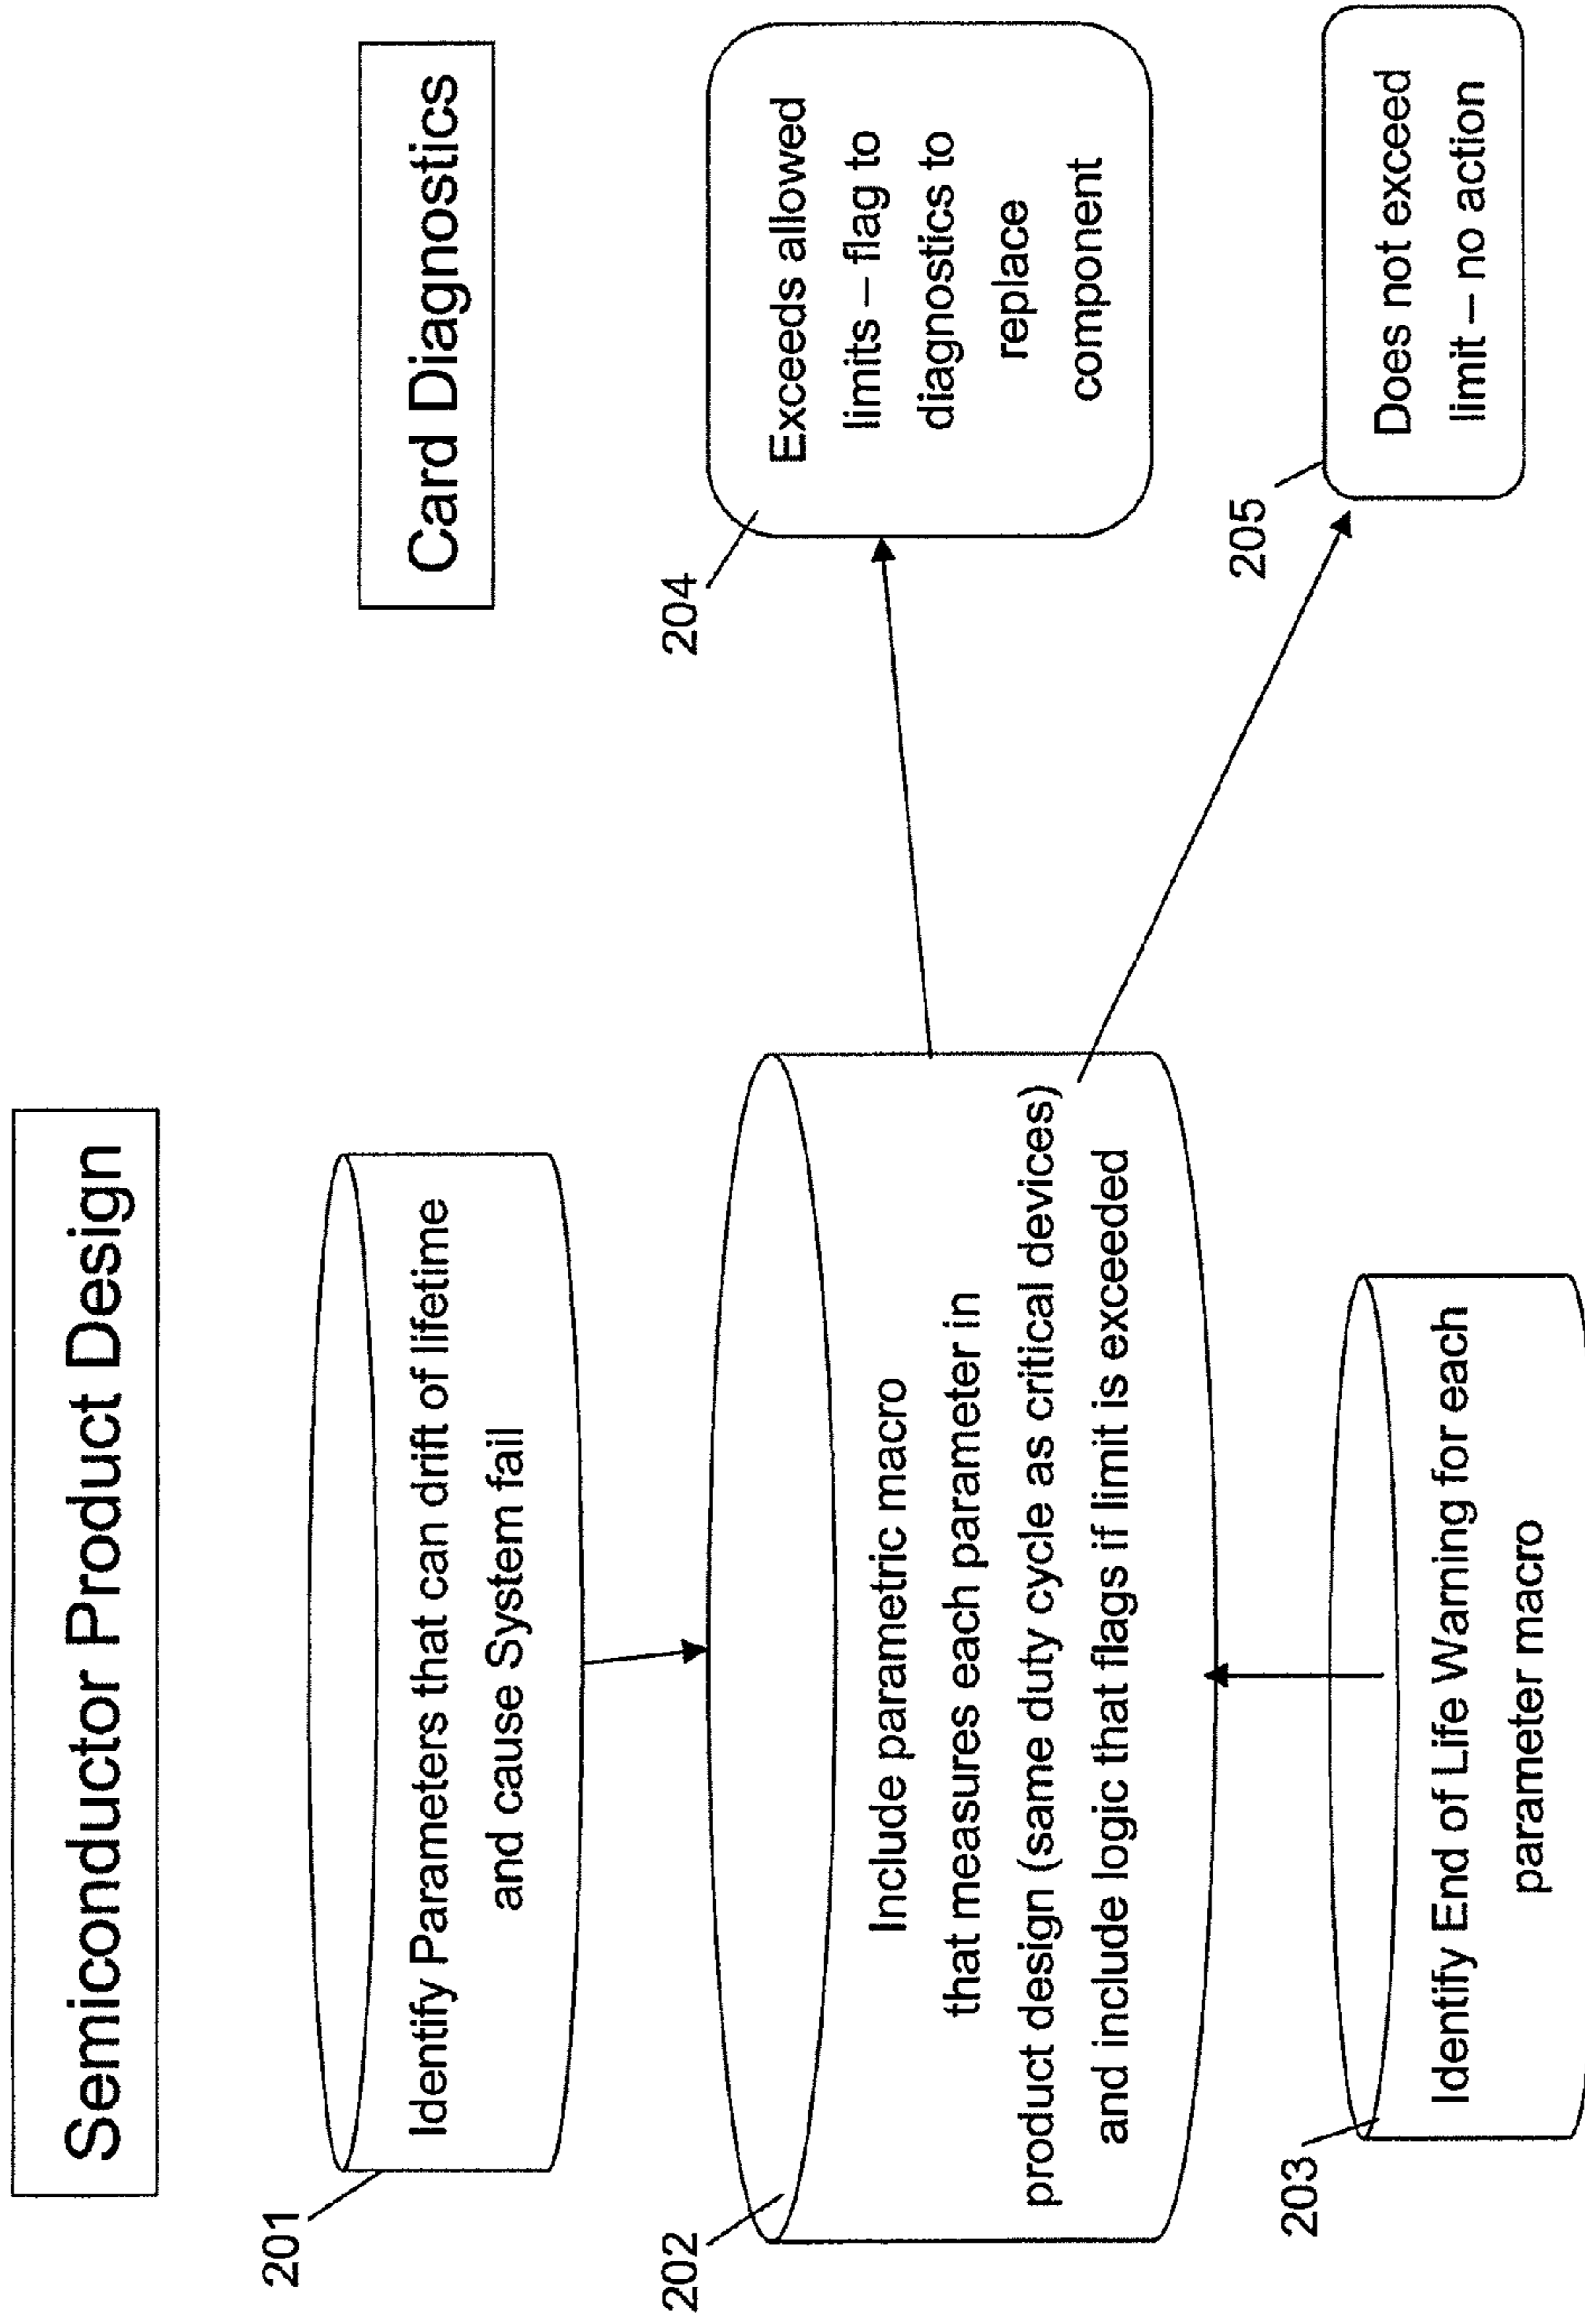 Semiconductor Product Design
201
Identify Parameters that can drift of lifetime
and cause System fail
202
Include parametric macro
that measures each parameter in
product design (same duty cycle as critical devices)
and include logic that flags if limit is exceeded
203
Identify End of Life Warning for each
parameter macro
Card Diagnostics
204
Exceeds allowed
limits – flag to
diagnostics to
replace
component
205
Does not exceed
limit – no action